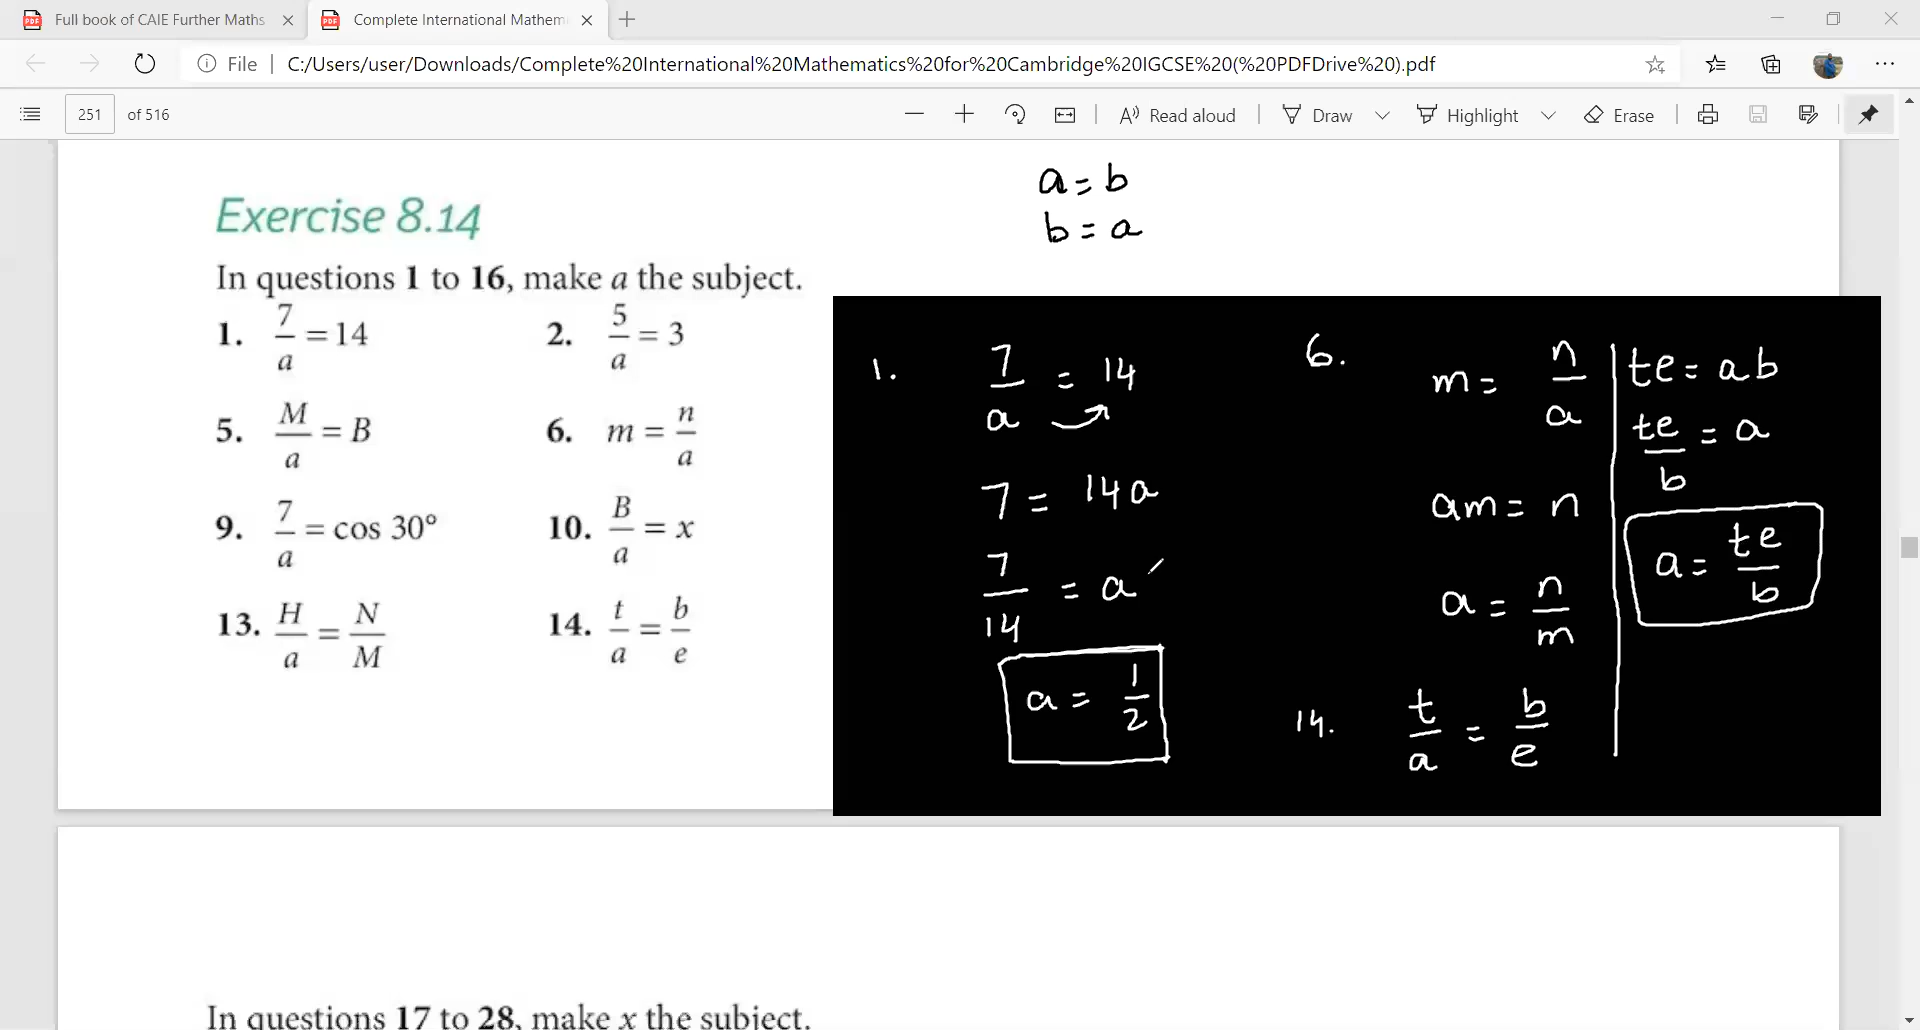 Full book of CAIE Further Maths
Complete International Mathem
File
C:/Users/user/Downloads/Complete%20International%20Mathematics%20for%20Cambridge%20IGCSE%20(%20PDFDrive%20).pdf
251 of 516
Read aloud
Draw
Highlight
Erase
a = b
b = a
Exercise 8.14
In questions 1 to 16, make a the subject.
1. 7/a = 14
2. 5/a = 3
5. M/a = B
6. m = n/a
9. 7/a = cos 30°
10. B/a = x
13. H/a = N/M
14. t/a = b/e
1. 7/a = 14
7 = 14a
7/14 = a
a = 1/2
6. m = n/a
am = n
a = n/m
14. t/a = b/e
te = ab
te/b = a
a = te/b
In questions 17 to 28, make x the subject.